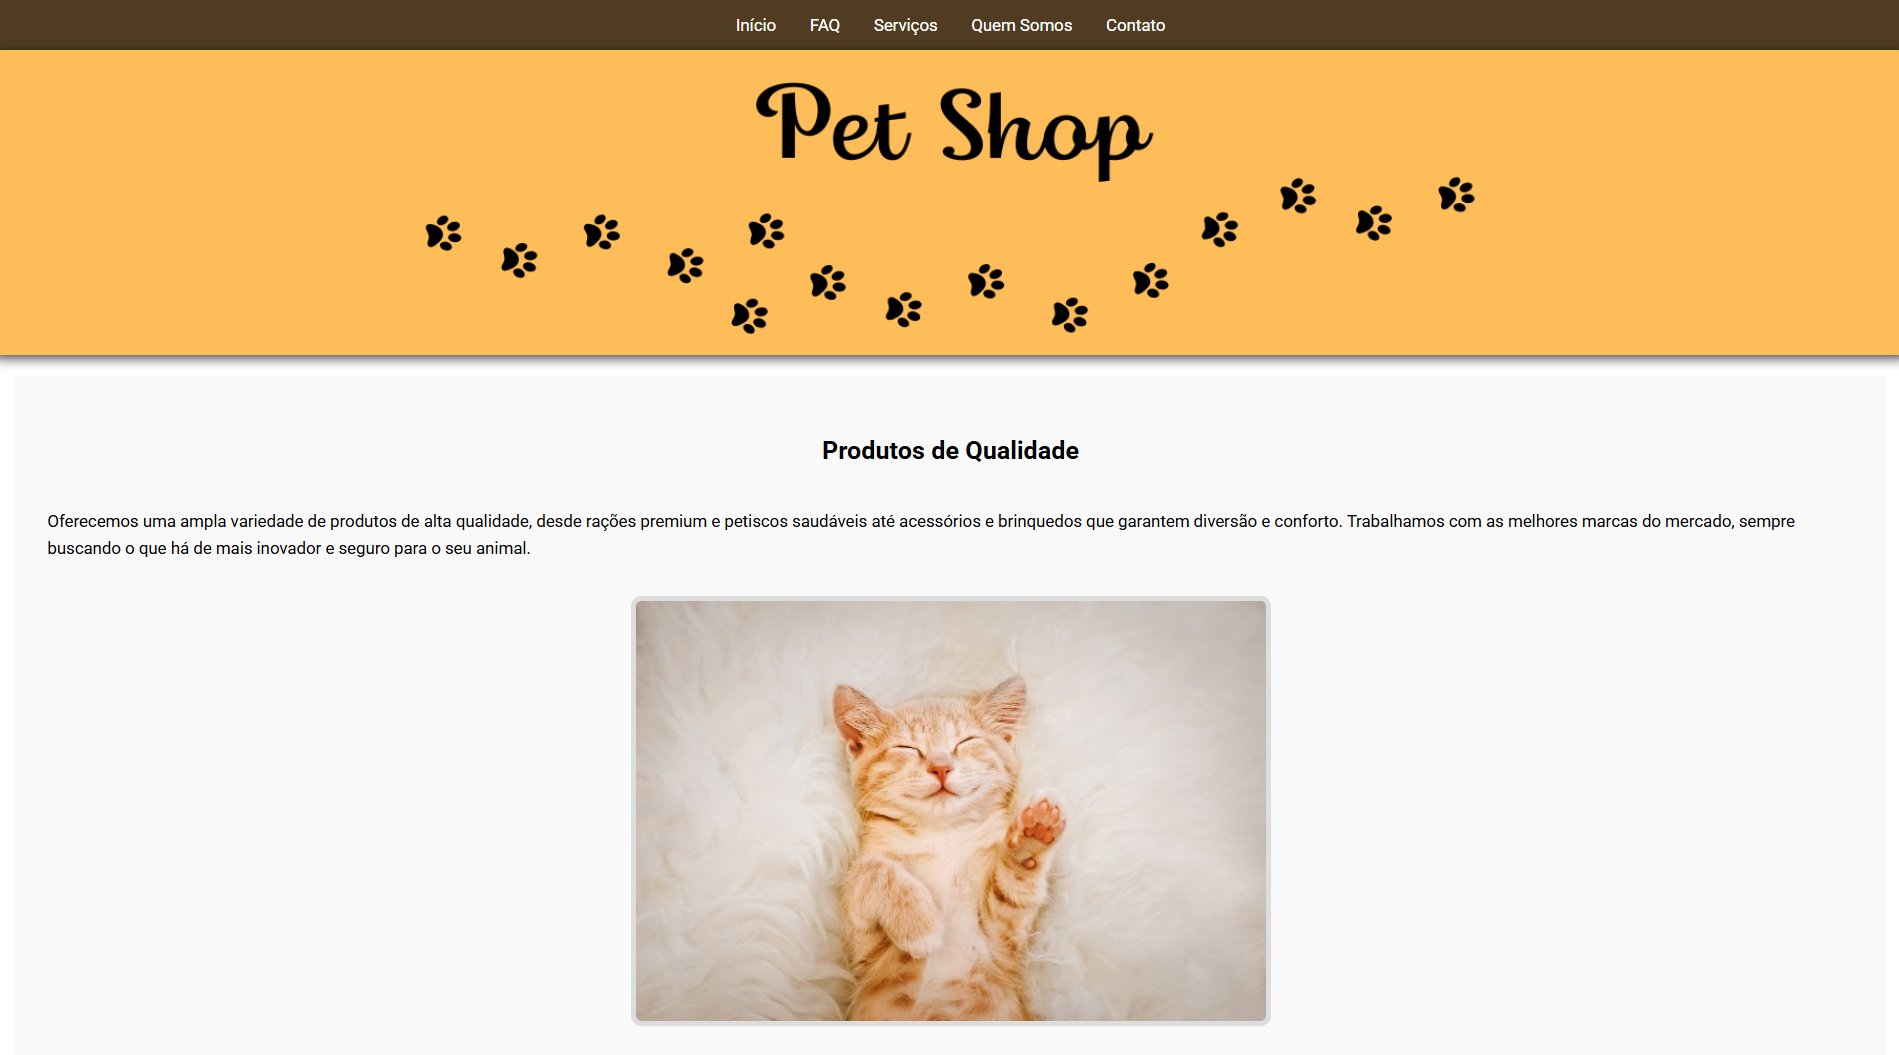 Início FAQ Serviços Quem Somos Contato
Pet Shop
Produtos de Qualidade
Oferecemos uma ampla variedade de produtos de alta qualidade, desde rações premium e petiscos saudáveis até acessórios e brinquedos que garantem diversão e conforto. Trabalhamos com as melhores marcas do mercado, sempre
buscando o que há de mais inovador e seguro para o seu animal.